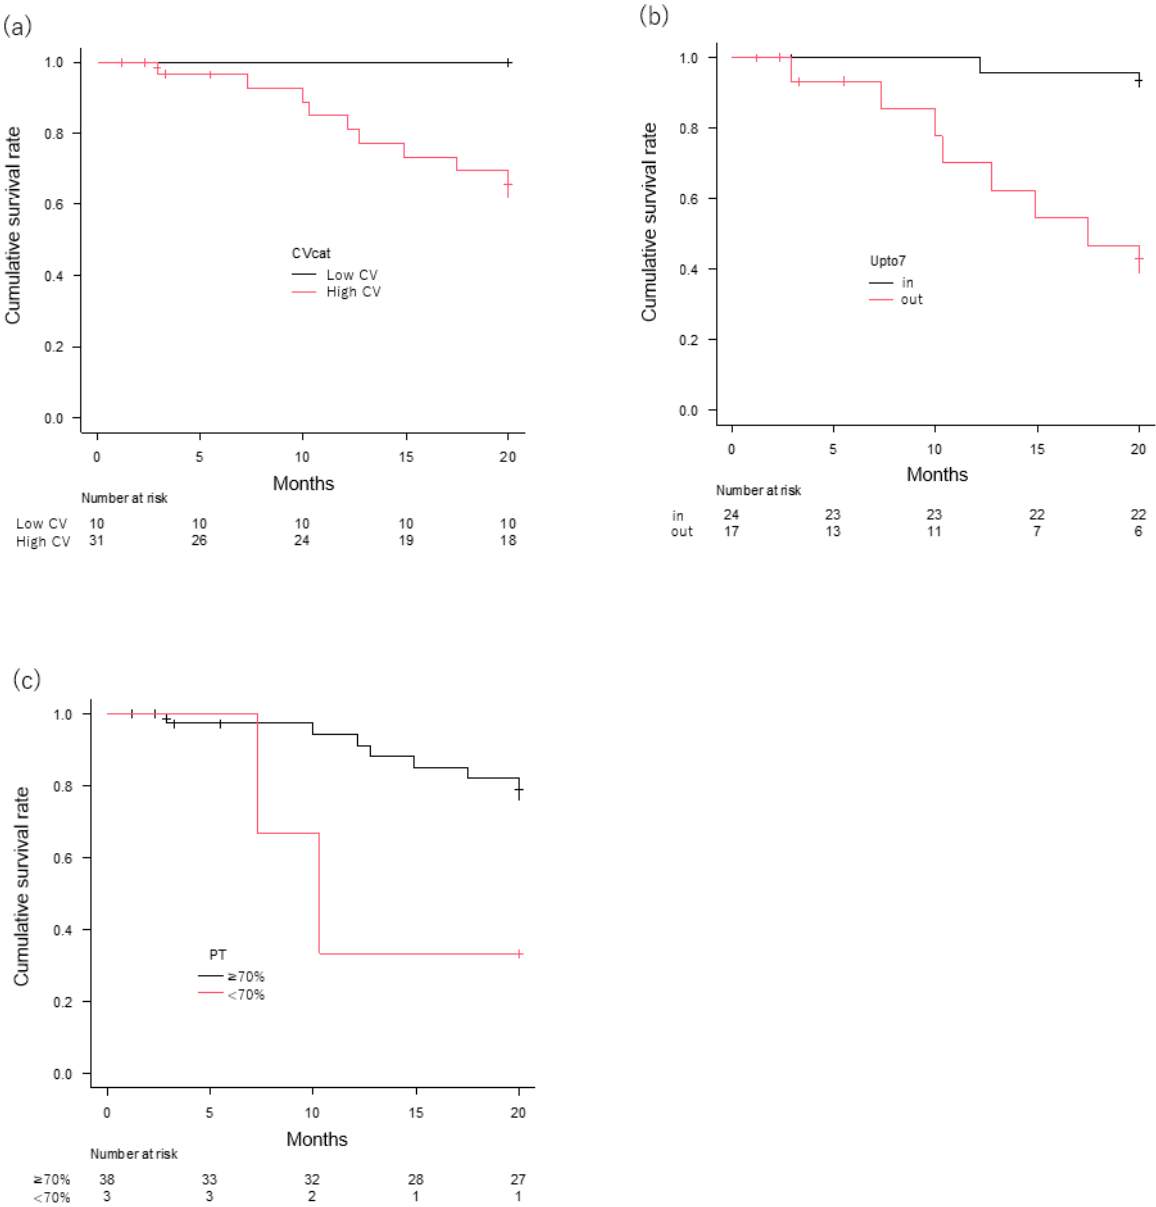 (a)
Cumulative survival rate
1.0
0.8
0.6
0.4
0.2
0.0
CVcat
Low CV
High CV
0 5 10 15 20
Months
Number at risk
Low CV 10 10 10 10 10
High CV 31 26 24 19 18
(b)
Cumulative survival rate
1.0
0.8
0.6
0.4
0.2
0.0
Upto7
in
out
0 5 10 15 20
Months
Number at risk
in 24 23 23 22 22
out 17 13 11 7 6
(c)
Cumulative survival rate
1.0
0.8
0.6
0.4
0.2
0.0
PT
≥70%
<70%
0 5 10 15 20
Months
Number at risk
≥70% 38 33 32 28 27
<70% 3 3 2 1 1